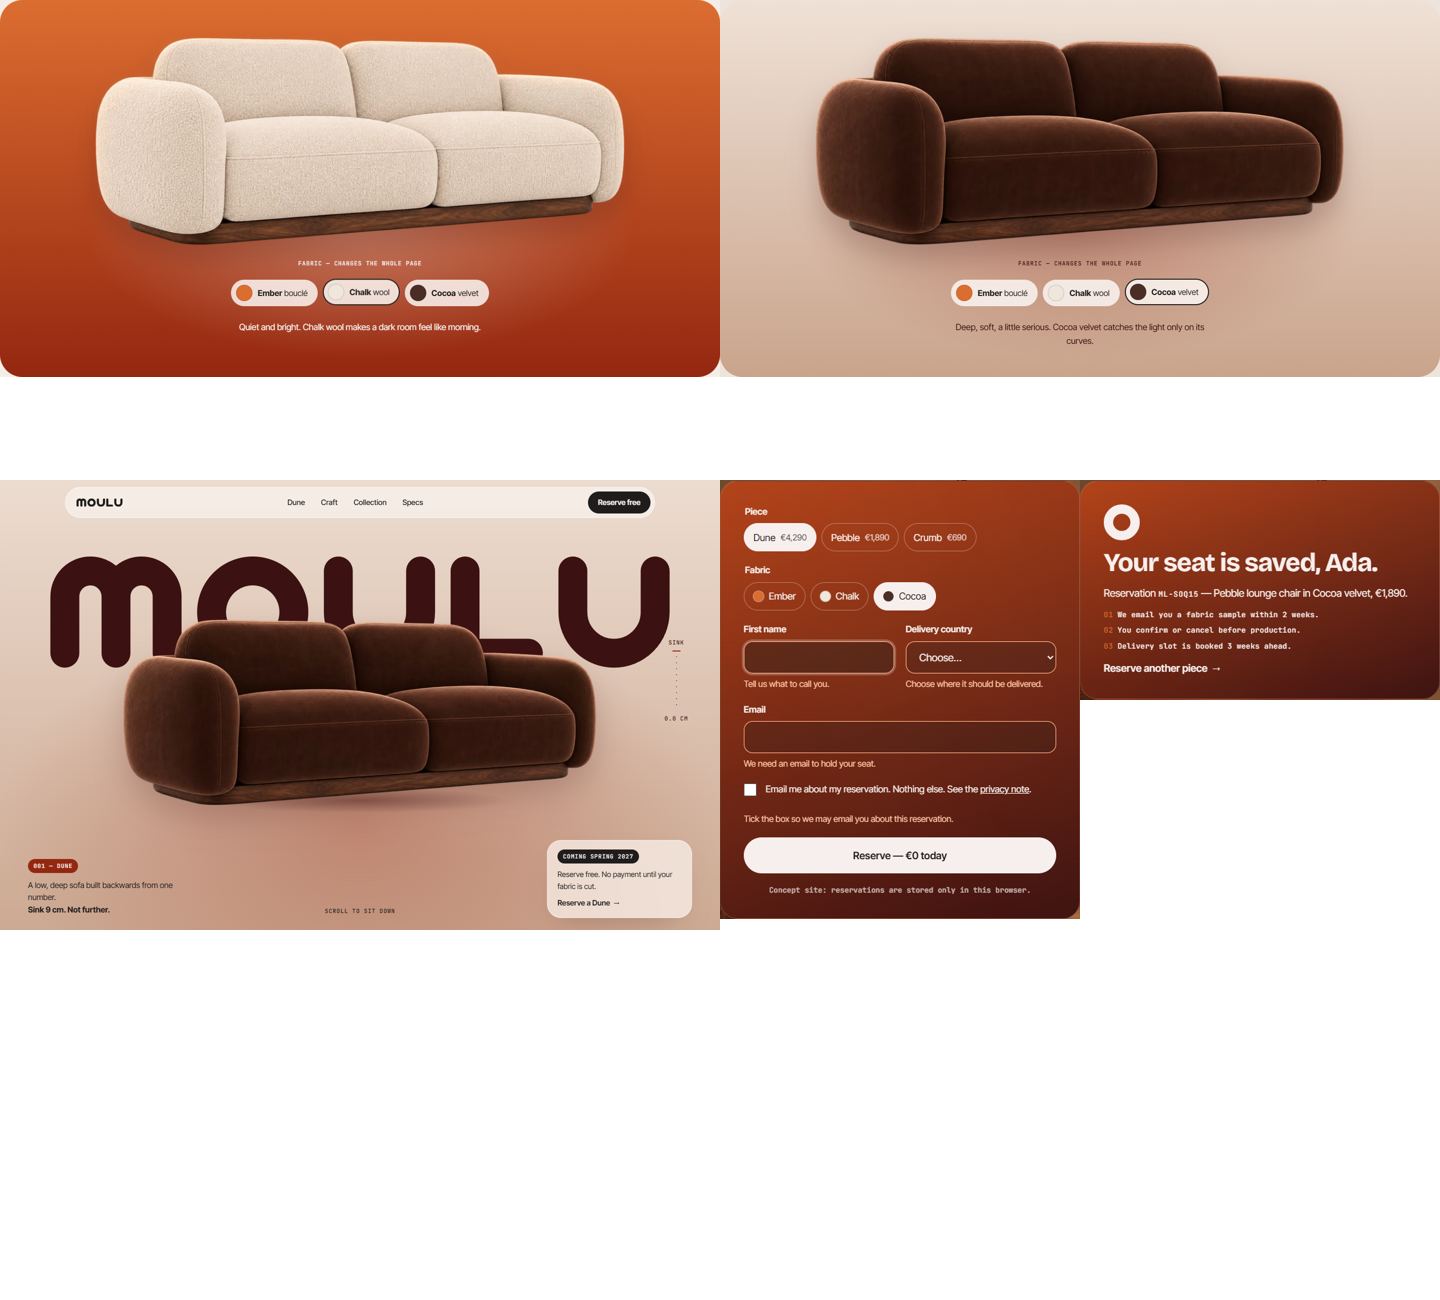 FABRIC — CHANGES THE WHOLE PAGE
Ember bouclé
Chalk wool
Cocoa velvet
Quiet and bright. Chalk wool makes a dark room feel like morning.
FABRIC — CHANGES THE WHOLE PAGE
Ember bouclé
Chalk wool
Cocoa velvet
Deep, soft, a little serious. Cocoa velvet catches the light only on its
curves.
MOULU
Dune
Craft
Collection
Specs
Reserve free
MOULU
SINK
0.0 CM
001 — DUNE
A low, deep sofa built backwards from one
number.
Sink 9 cm. Not further.
SCROLL TO SIT DOWN
COMING SPRING 2027
Reserve free. No payment until your
fabric is cut.
Reserve a Dune →
Piece
Dune €4,290
Pebble €1,890
Crumb €690
Fabric
Ember
Chalk
Cocoa
First name
Delivery country
Choose...
Tell us what to call you.
Choose where it should be delivered.
Email
We need an email to hold your seat.
Email me about my reservation. Nothing else. See the privacy note.
Tick the box so we may email you about this reservation.
Reserve — €0 today
Concept site: reservations are stored only in this browser.
Your seat is saved, Ada.
Reservation ML-S0Q15 — Pebble lounge chair in Cocoa velvet, €1,890.
01 We email you a fabric sample within 2 weeks.
02 You confirm or cancel before production.
03 Delivery slot is booked 3 weeks ahead.
Reserve another piece →